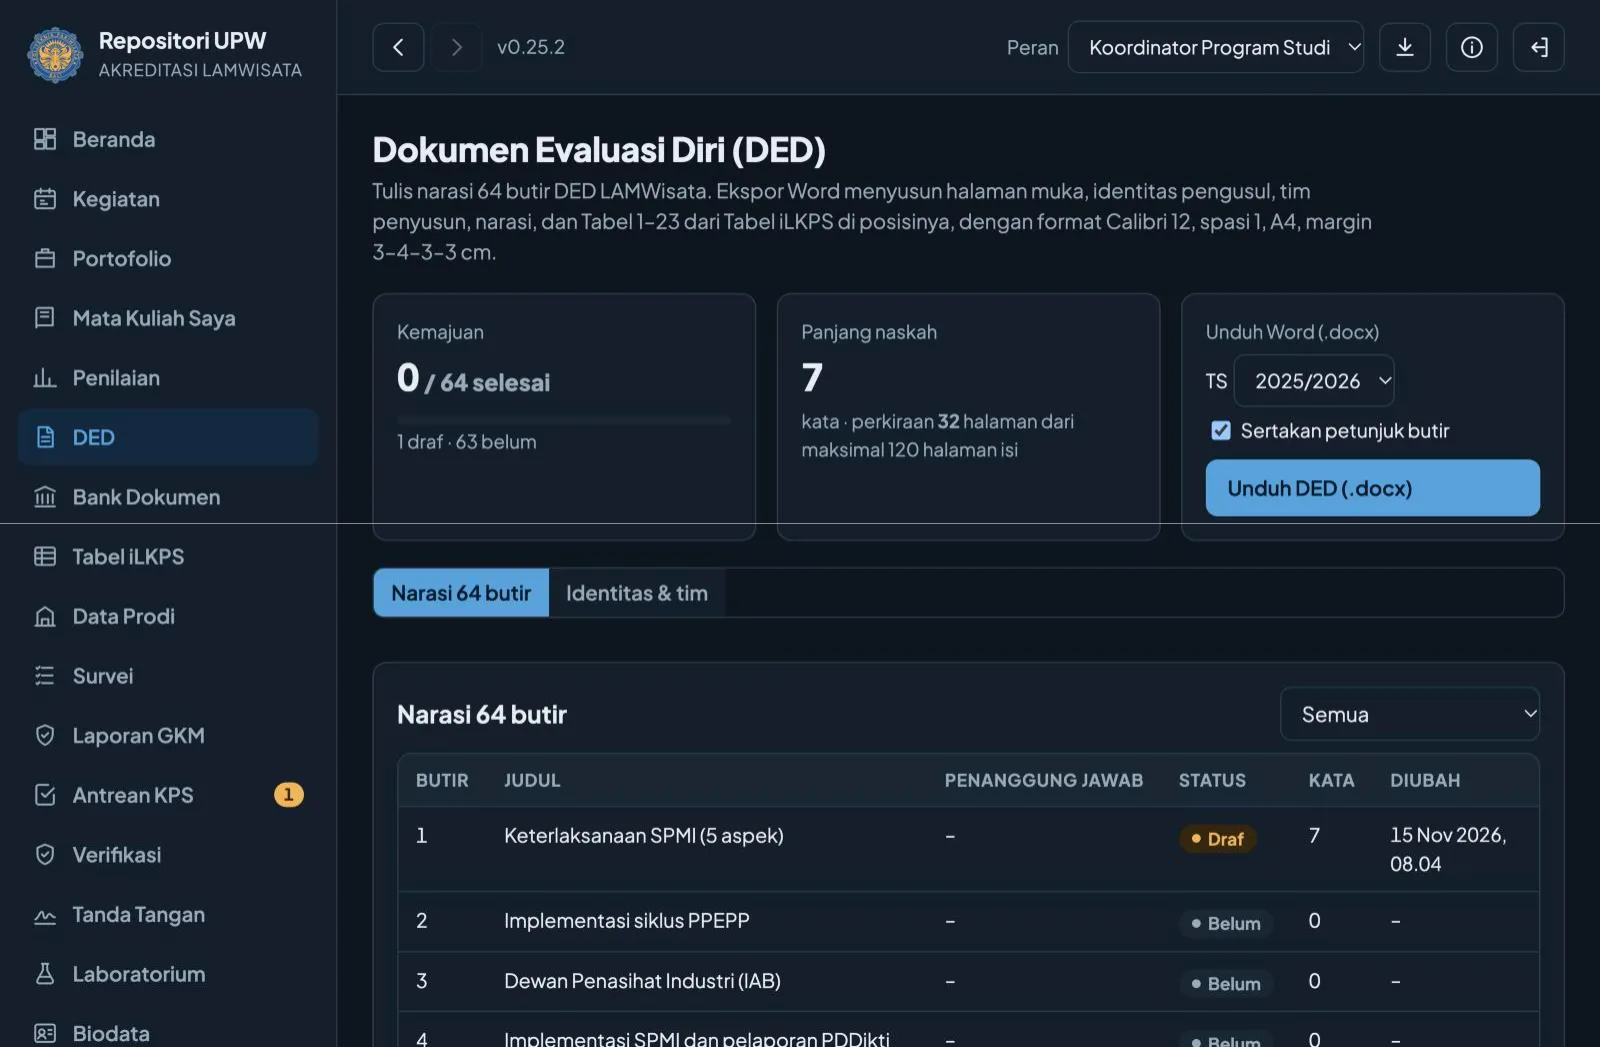 Repositori UPW
AKREDITASI LAMWISATA
v0.25.2
Peran
Koordinator Program Studi
Beranda
Kegiatan
Portofolio
Mata Kuliah Saya
Penilaian
DED
Bank Dokumen
Tabel iLKPS
Data Prodi
Survei
Laporan GKM
Antrean KPS
1
Verifikasi
Tanda Tangan
Laboratorium
Biodata
Dokumen Evaluasi Diri (DED)
Tulis narasi 64 butir DED LAMWisata. Ekspor Word menyusun halaman muka, identitas pengusul, tim
penyusun, narasi, dan Tabel 1–23 dari Tabel iLKPS di posisinya, dengan format Calibri 12, spasi 1, A4, margin
3–4–3–3 cm.
Kemajuan
0 / 64 selesai
1 draf · 63 belum
Panjang naskah
7
kata · perkiraan 32 halaman dari
maksimal 120 halaman isi
Unduh Word (.docx)
TS 2025/2026
Sertakan petunjuk butir
Unduh DED (.docx)
Narasi 64 butir
Identitas & tim
Narasi 64 butir
Semua
BUTIR JUDUL PENANGGUNG JAWAB STATUS KATA DIUBAH
1 Keterlaksanaan SPMI (5 aspek) – Draf 7 15 Nov 2026,
08.04
2 Implementasi siklus PPEPP – Belum 0 –
3 Dewan Penasihat Industri (IAB) – Belum 0 –
4 Implementasi SPMI dan pelaporan PDDikti – Belum 0 –